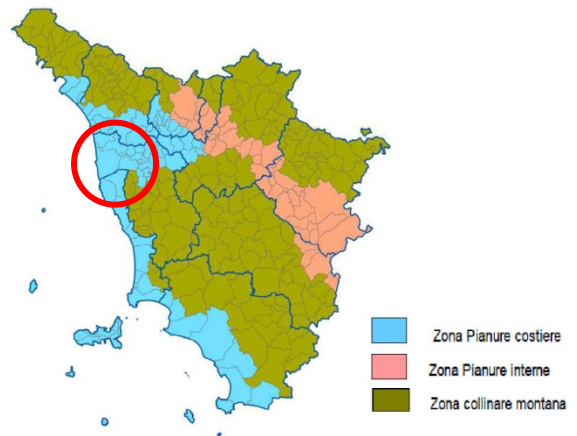 Zona Pianure costiere
Zona Pianure interne
Zona collinare montana